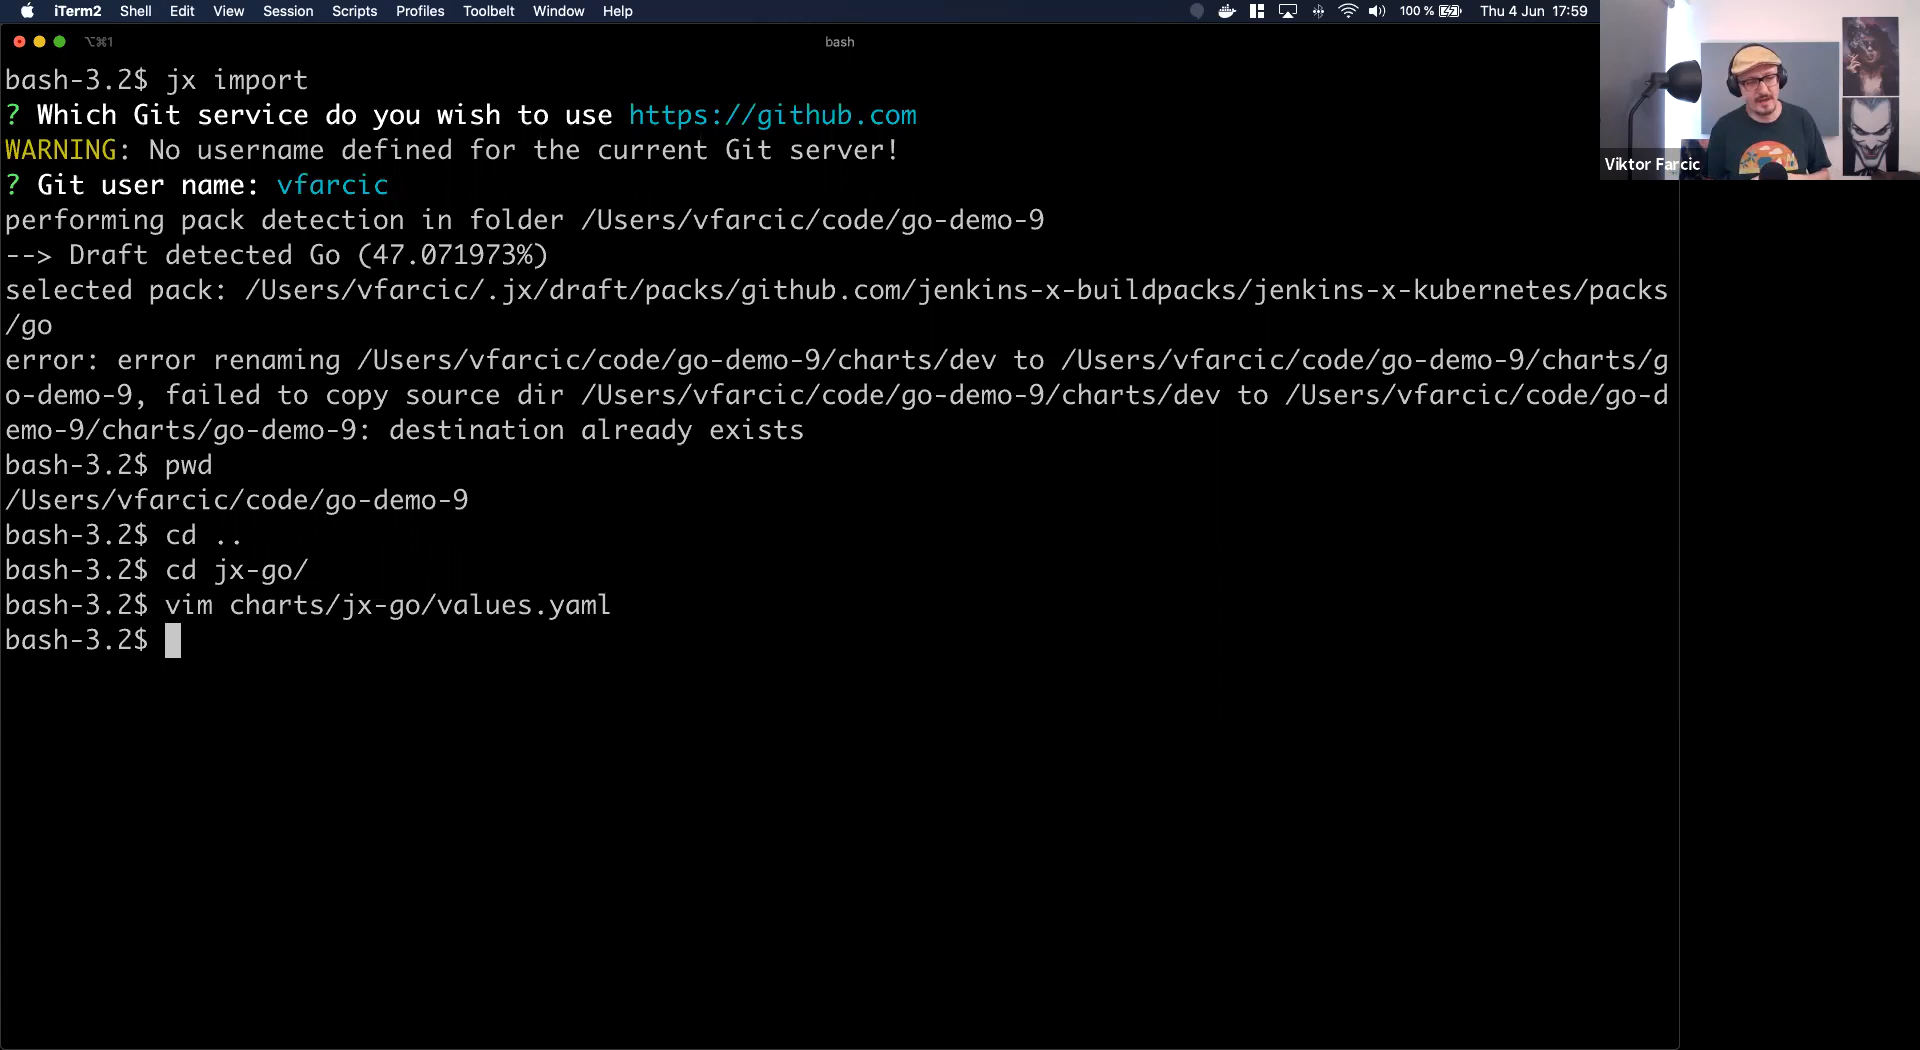 iTerm2 Shell Edit View Session Scripts Profiles Toolbelt Window Help 100 % Thu 4 Jun 17:59
⌥⌘1 bash
bash-3.2$ jx import
? Which Git service do you wish to use https://github.com
WARNING: No username defined for the current Git server!
? Git user name: vfarcic
performing pack detection in folder /Users/vfarcic/code/go-demo-9
--> Draft detected Go (47.071973%)
selected pack: /Users/vfarcic/.jx/draft/packs/github.com/jenkins-x-buildpacks/jenkins-x-kubernetes/packs
/go
error: error renaming /Users/vfarcic/code/go-demo-9/charts/dev to /Users/vfarcic/code/go-demo-9/charts/g
o-demo-9, failed to copy source dir /Users/vfarcic/code/go-demo-9/charts/dev to /Users/vfarcic/code/go-d
emo-9/charts/go-demo-9: destination already exists
bash-3.2$ pwd
/Users/vfarcic/code/go-demo-9
bash-3.2$ cd ..
bash-3.2$ cd jx-go/
bash-3.2$ vim charts/jx-go/values.yaml
bash-3.2$
Viktor Farcic